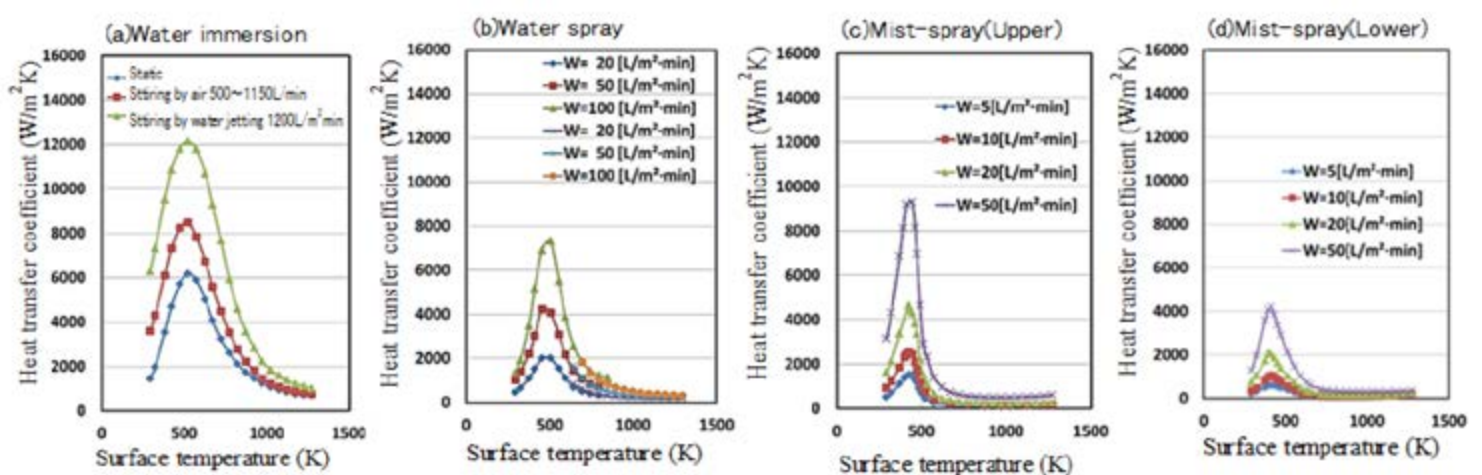 (a)Water immersion
16000
14000
12000
10000
8000
6000
4000
2000
0
0
500
1000
1500
Heat transfer coefficient (W/m²K)
Surface temperature (K)
Static
Sttiring by air 500～1150L/min
Sttiring by water jetting 1200L/m²min
(b)Water spray
16000
14000
12000
10000
8000
6000
4000
2000
0
0
500
1000
1500
Heat transfer coefficient (W/m²K)
Surface temperature (K)
W= 20 [L/m²·min]
W= 50 [L/m²·min]
W=100 [L/m²·min]
W= 20 [L/m²·min]
W= 50 [L/m²·min]
W=100 [L/m²·min]
(c)Mist-spray(Upper)
16000
14000
12000
10000
8000
6000
4000
2000
0
0
500
1000
1500
Heat transfer coefficient (W/m²K)
Surface temperature (K)
W=5[L/m²·min]
W=10[L/m²·min]
W=20[L/m²·min]
W=50[L/m²·min]
(d)Mist-spray(Lower)
16000
14000
12000
10000
8000
6000
4000
2000
0
0
500
1000
1500
Heat transfer coefficient (W/m²K)
Surface temperature (K)
W=5[L/m²·min]
W=10[L/m²·min]
W=20[L/m²·min]
W=50[L/m²·min]